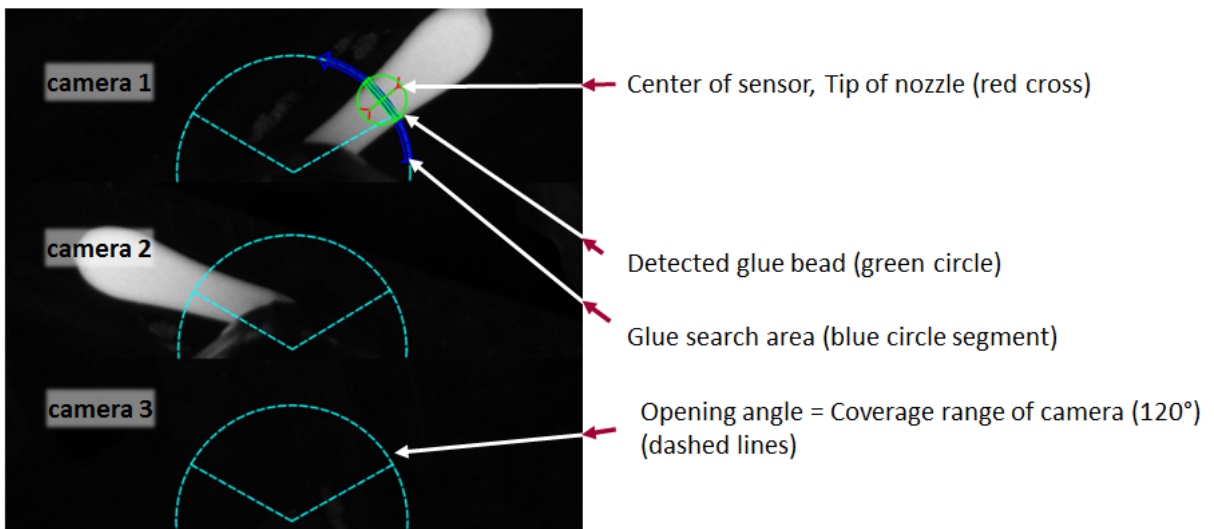 camera 1
Center of sensor, Tip of nozzle (red cross)
camera 2
Detected glue bead (green circle)
Glue search area (blue circle segment)
camera 3
Opening angle = Coverage range of camera (120°)
(dashed lines)